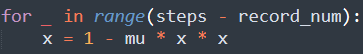 for _ in range(steps - record_num):
    x = 1 - mu * x * x